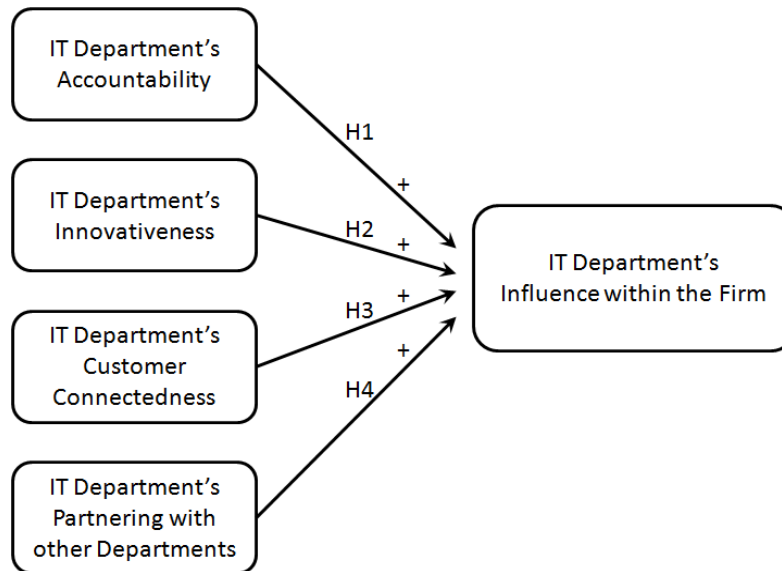 IT Department’s
Accountability
H1
+
IT Department’s
Innovativeness
H2
+
IT Department’s
Influence within the Firm
+
H3
IT Department’s
Customer
Connectedness
+
H4
IT Department’s
Partnering with
other Departments